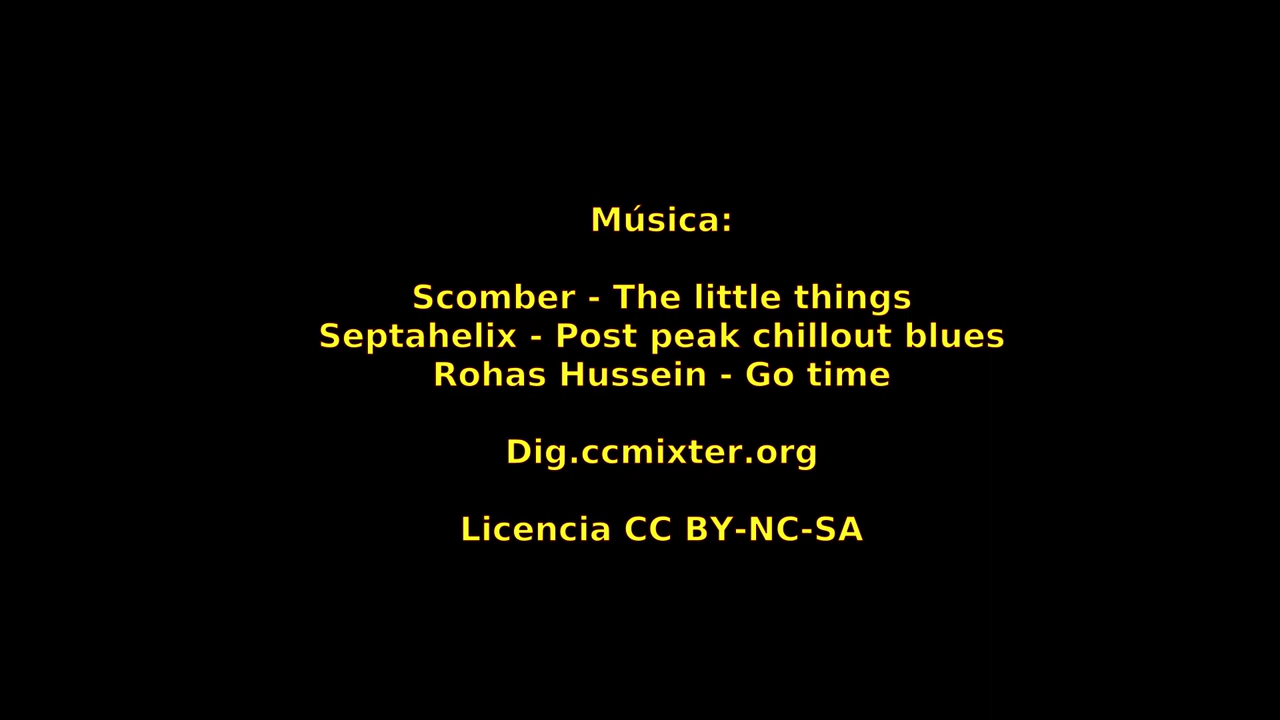 Música:
Scomber - The little things
Septahelix - Post peak chillout blues
Rohas Hussein - Go time
Dig.ccmixter.org
Licencia CC BY-NC-SA